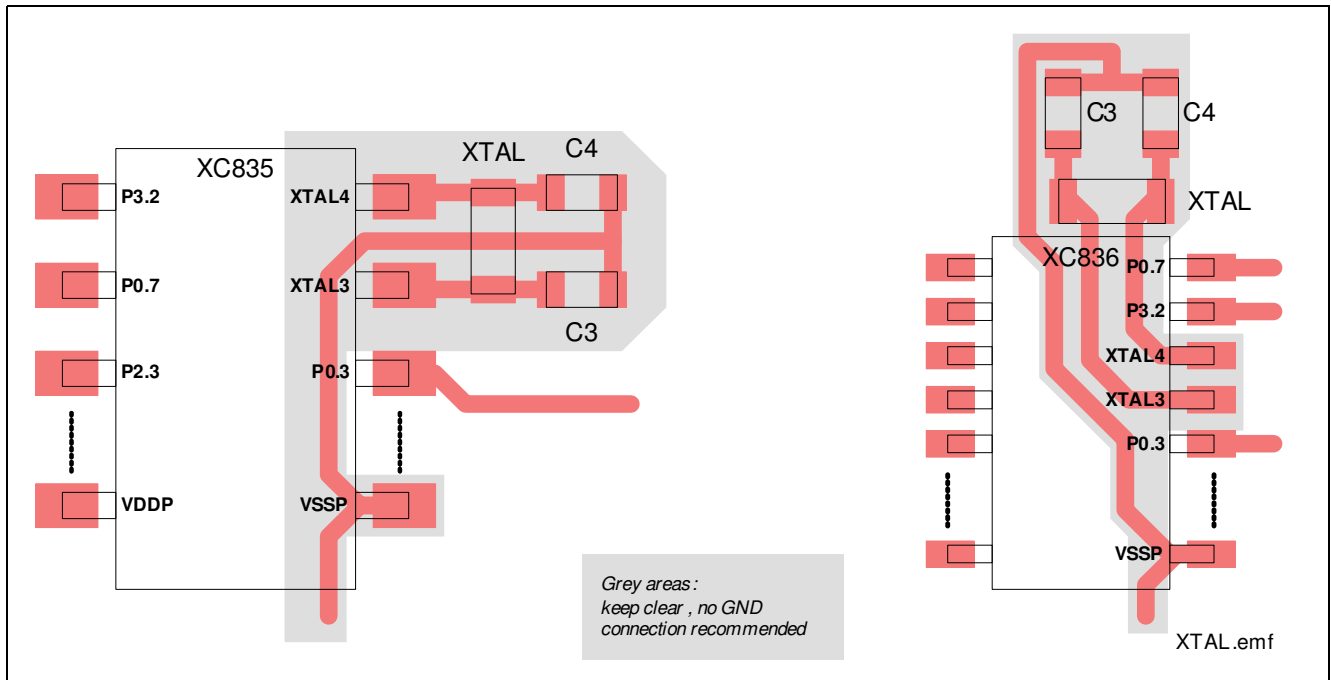 XC835
P3.2
P0.7
P2.3
VDDP
XTAL4
XTAL3
P0.3
VSSP
XTAL
C4
C3
Grey areas :
keep clear , no GND
connection recommended
C3
C4
XTAL
XC836
P0.7
P3.2
XTAL4
XTAL3
P0.3
VSSP
XTAL.emf